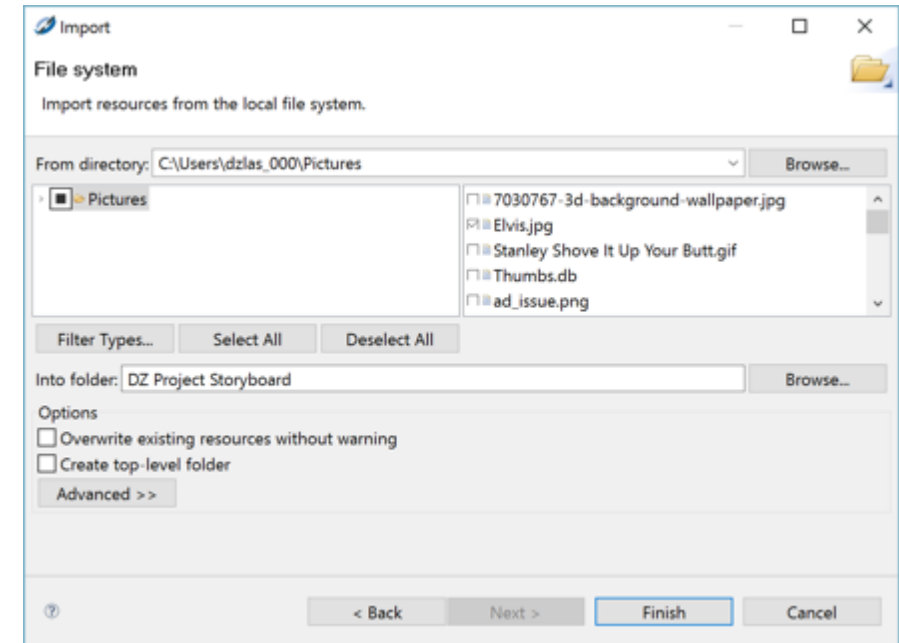 Import
File system
Import resources from the local file system.
From directory: C:\Users\dzlas_000\Pictures Browse...
Pictures
7030767-3d-background-wallpaper.jpg
Elvis.jpg
Stanley Shove It Up Your Butt.gif
Thumbs.db
ad_issue.png
Filter Types... Select All Deselect All
Into folder: DZ Project Storyboard Browse...
Options
Overwrite existing resources without warning
Create top-level folder
Advanced >>
? < Back Next > Finish Cancel